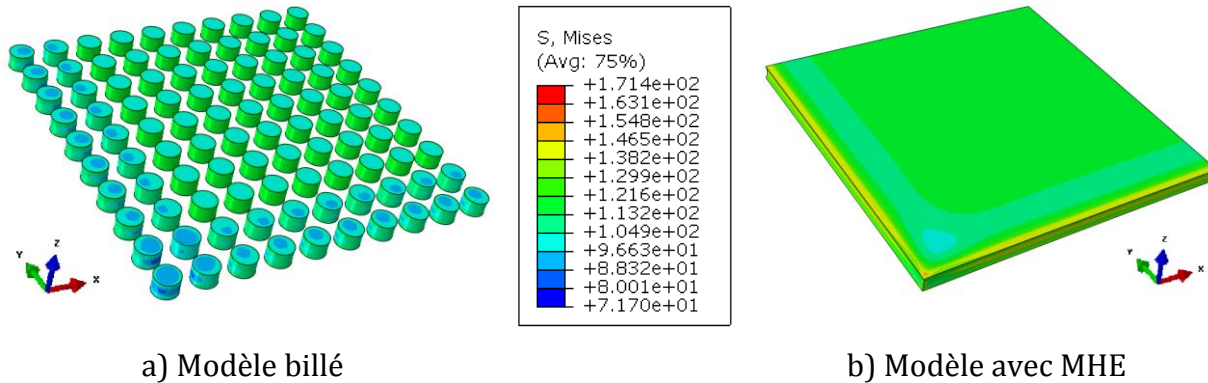 S, Mises
(Avg: 75%)
+1.714e+02
+1.631e+02
+1.548e+02
+1.465e+02
+1.382e+02
+1.299e+02
+1.216e+02
+1.132e+02
+1.049e+02
+9.663e+01
+8.832e+01
+8.001e+01
+7.170e+01
Y Z X
Y Z X
a) Modèle billé
b) Modèle avec MHE